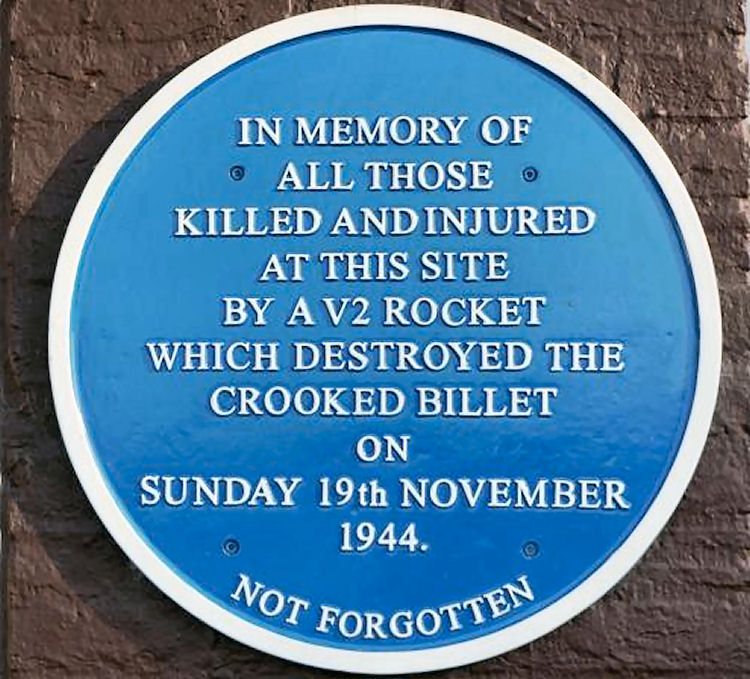 IN MEMORY OF
ALL THOSE
KILLED AND INJURED
AT THIS SITE
BY A V2 ROCKET
WHICH DESTROYED THE
CROOKED BILLET
ON
SUNDAY 19th NOVEMBER
1944.
NOT FORGOTTEN